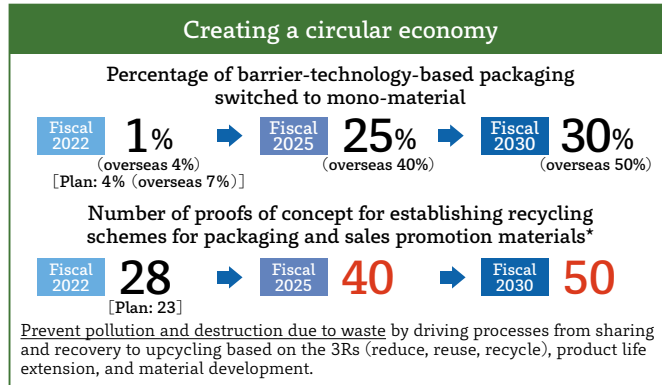 Creating a circular economy
Percentage of barrier-technology-based packaging
switched to mono-material
Fiscal 2022 1% Fiscal 2025 25% Fiscal 2030 30%
(overseas 4%) (overseas 40%) (overseas 50%)
[Plan: 4% (overseas 7%)]
Number of proofs of concept for establishing recycling
schemes for packaging and sales promotion materials*
Fiscal 2022 28 Fiscal 2025 40 Fiscal 2030 50
[Plan: 23]
Prevent pollution and destruction due to waste by driving processes from sharing
and recovery to upcycling based on the 3Rs (reduce, reuse, recycle), product life
extension, and material development.